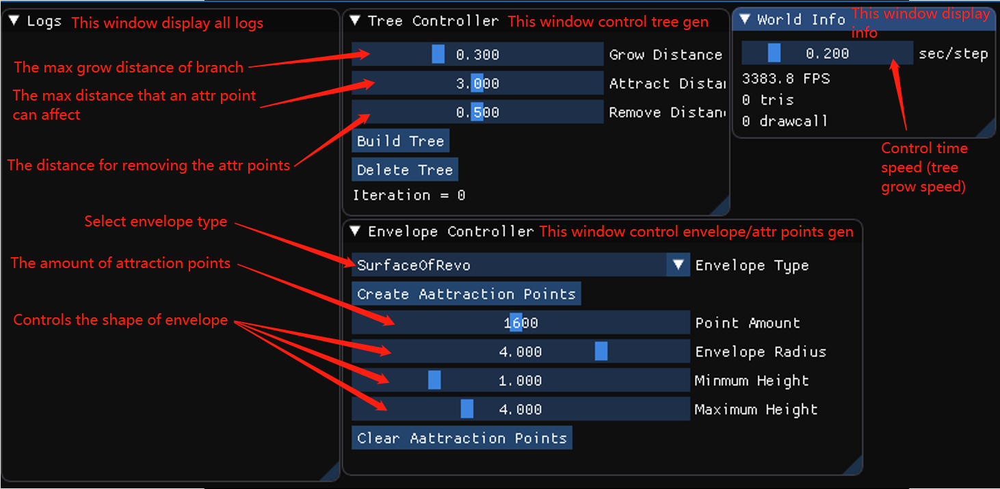 Logs This window display all logs
The max grow distance of branch
The max distance that an attr point
can affect
The distance for removing the attr points
Select envelope type
The amount of attraction points
Controls the shape of envelope
Tree Controller This window control tree gen
0.300 Grow Distance
3.000 Attract Distan
0.500 Remove Distanc
Build Tree
Delete Tree
Iteration = 0
World Info This window display
info
0.200 sec/step
3383.8 FPS
0 tris
0 drawcall
Control time
speed (tree
grow speed)
Envelope Controller This window control envelope/attr points gen
SurfaceOfRevo Envelope Type
Create Aattraction Points
1600 Point Amount
4.000 Envelope Radius
1.000 Minmum Height
4.000 Maximum Height
Clear Aattraction Points